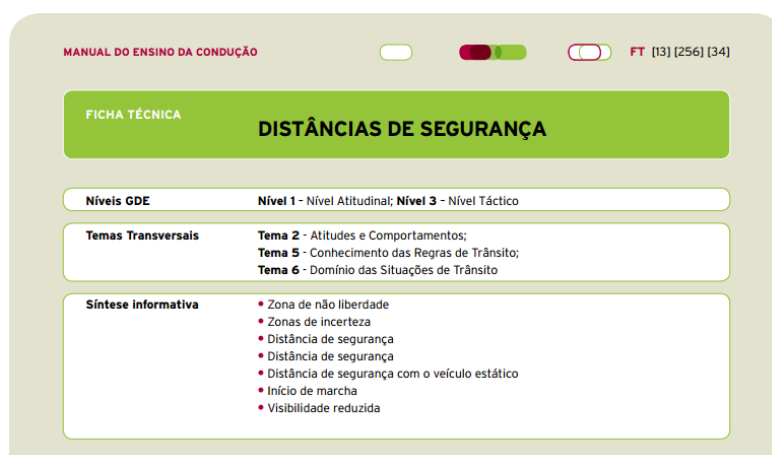 MANUAL DO ENSINO DA CONDUÇÃO FT [13] [256] [34]
FICHA TÉCNICA
DISTÂNCIAS DE SEGURANÇA
Níveis GDE Nível 1 – Nível Atitudinal; Nível 3 – Nível Táctico
Temas Transversais Tema 2 - Atitudes e Comportamentos;
Tema 5 - Conhecimento das Regras de Trânsito;
Tema 6 - Domínio das Situações de Trânsito
Síntese informativa • Zona de não liberdade
• Zonas de incerteza
• Distância de segurança
• Distância de segurança
• Distância de segurança com o veículo estático
• Início de marcha
• Visibilidade reduzida